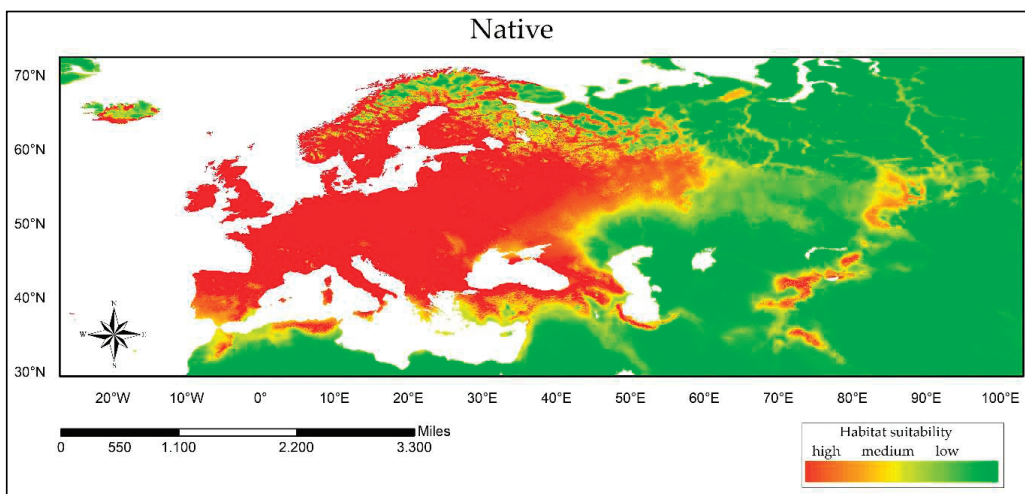 Native
70°N
60°N
50°N
40°N
30°N
N
W
E
S
20°W 10°W 0° 10°E 20°E 30°E 40°E 50°E 60°E 70°E 80°E 90°E 100°E
Miles
0 550 1.100 2.200 3.300
Habitat suitability
high medium low